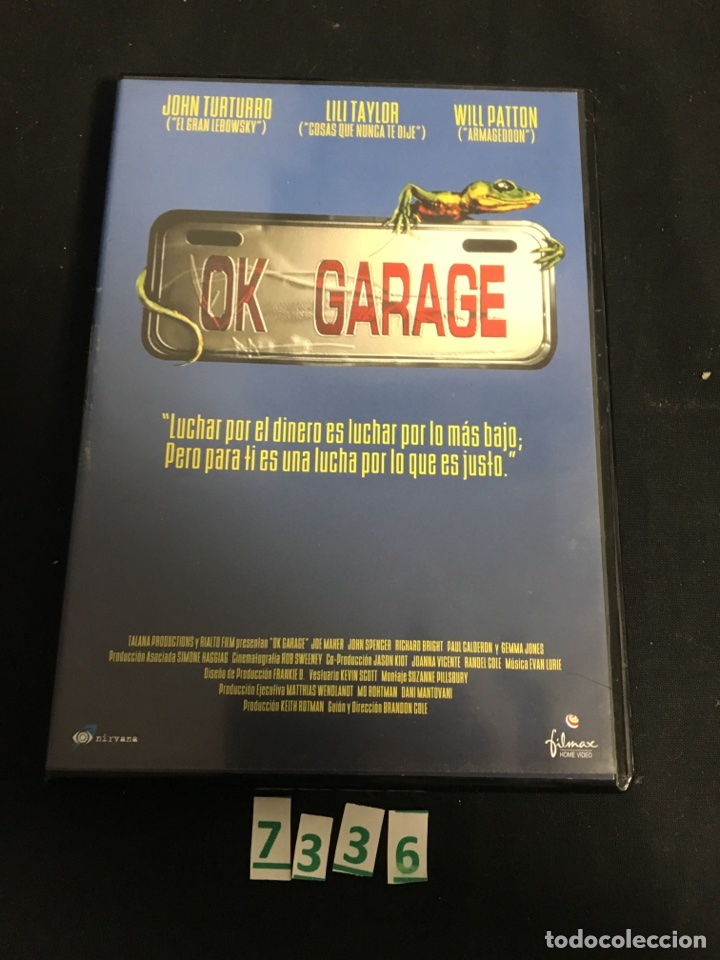 JOHN TURTURRO LILI TAYLOR WILL PATTON
("EL GRAN LEBOWSKY") ("COSAS QUE NUNCA TE DIJE") ("ARMAGEDDON")
OK GARAGE
"Luchar por el dinero es luchar por lo más bajo;
Pero para ti es una lucha por lo que es justo."
TALANA PRODUCTIONS y RIALTO FILM presentan "OK GARAGE" JOE MAHER JOHN SPENCER RICHARD BRIGHT PAUL CALDERON y GEMMA JONES
Producción Asociada SIMONE HAGGIAG Cinematografía ROB SWEENEY Co-Producción JASON KIOT JOANNA VICENTE RANDEL COLE Música EVAN LURIE
Diseño de Producción FRANKIE D. Vestuario KEVIN SCOTT Montaje SUZANNE PILLSBURY
Producción Ejecutiva MATTHIAS WENDLANDT MO ROHTMAN DANI MANTOVANI
Producción KEITH ROTMAN Guión y Dirección BRANDON COLE
nirvana
filmax
HOME VIDEO
7336
todocoleccion